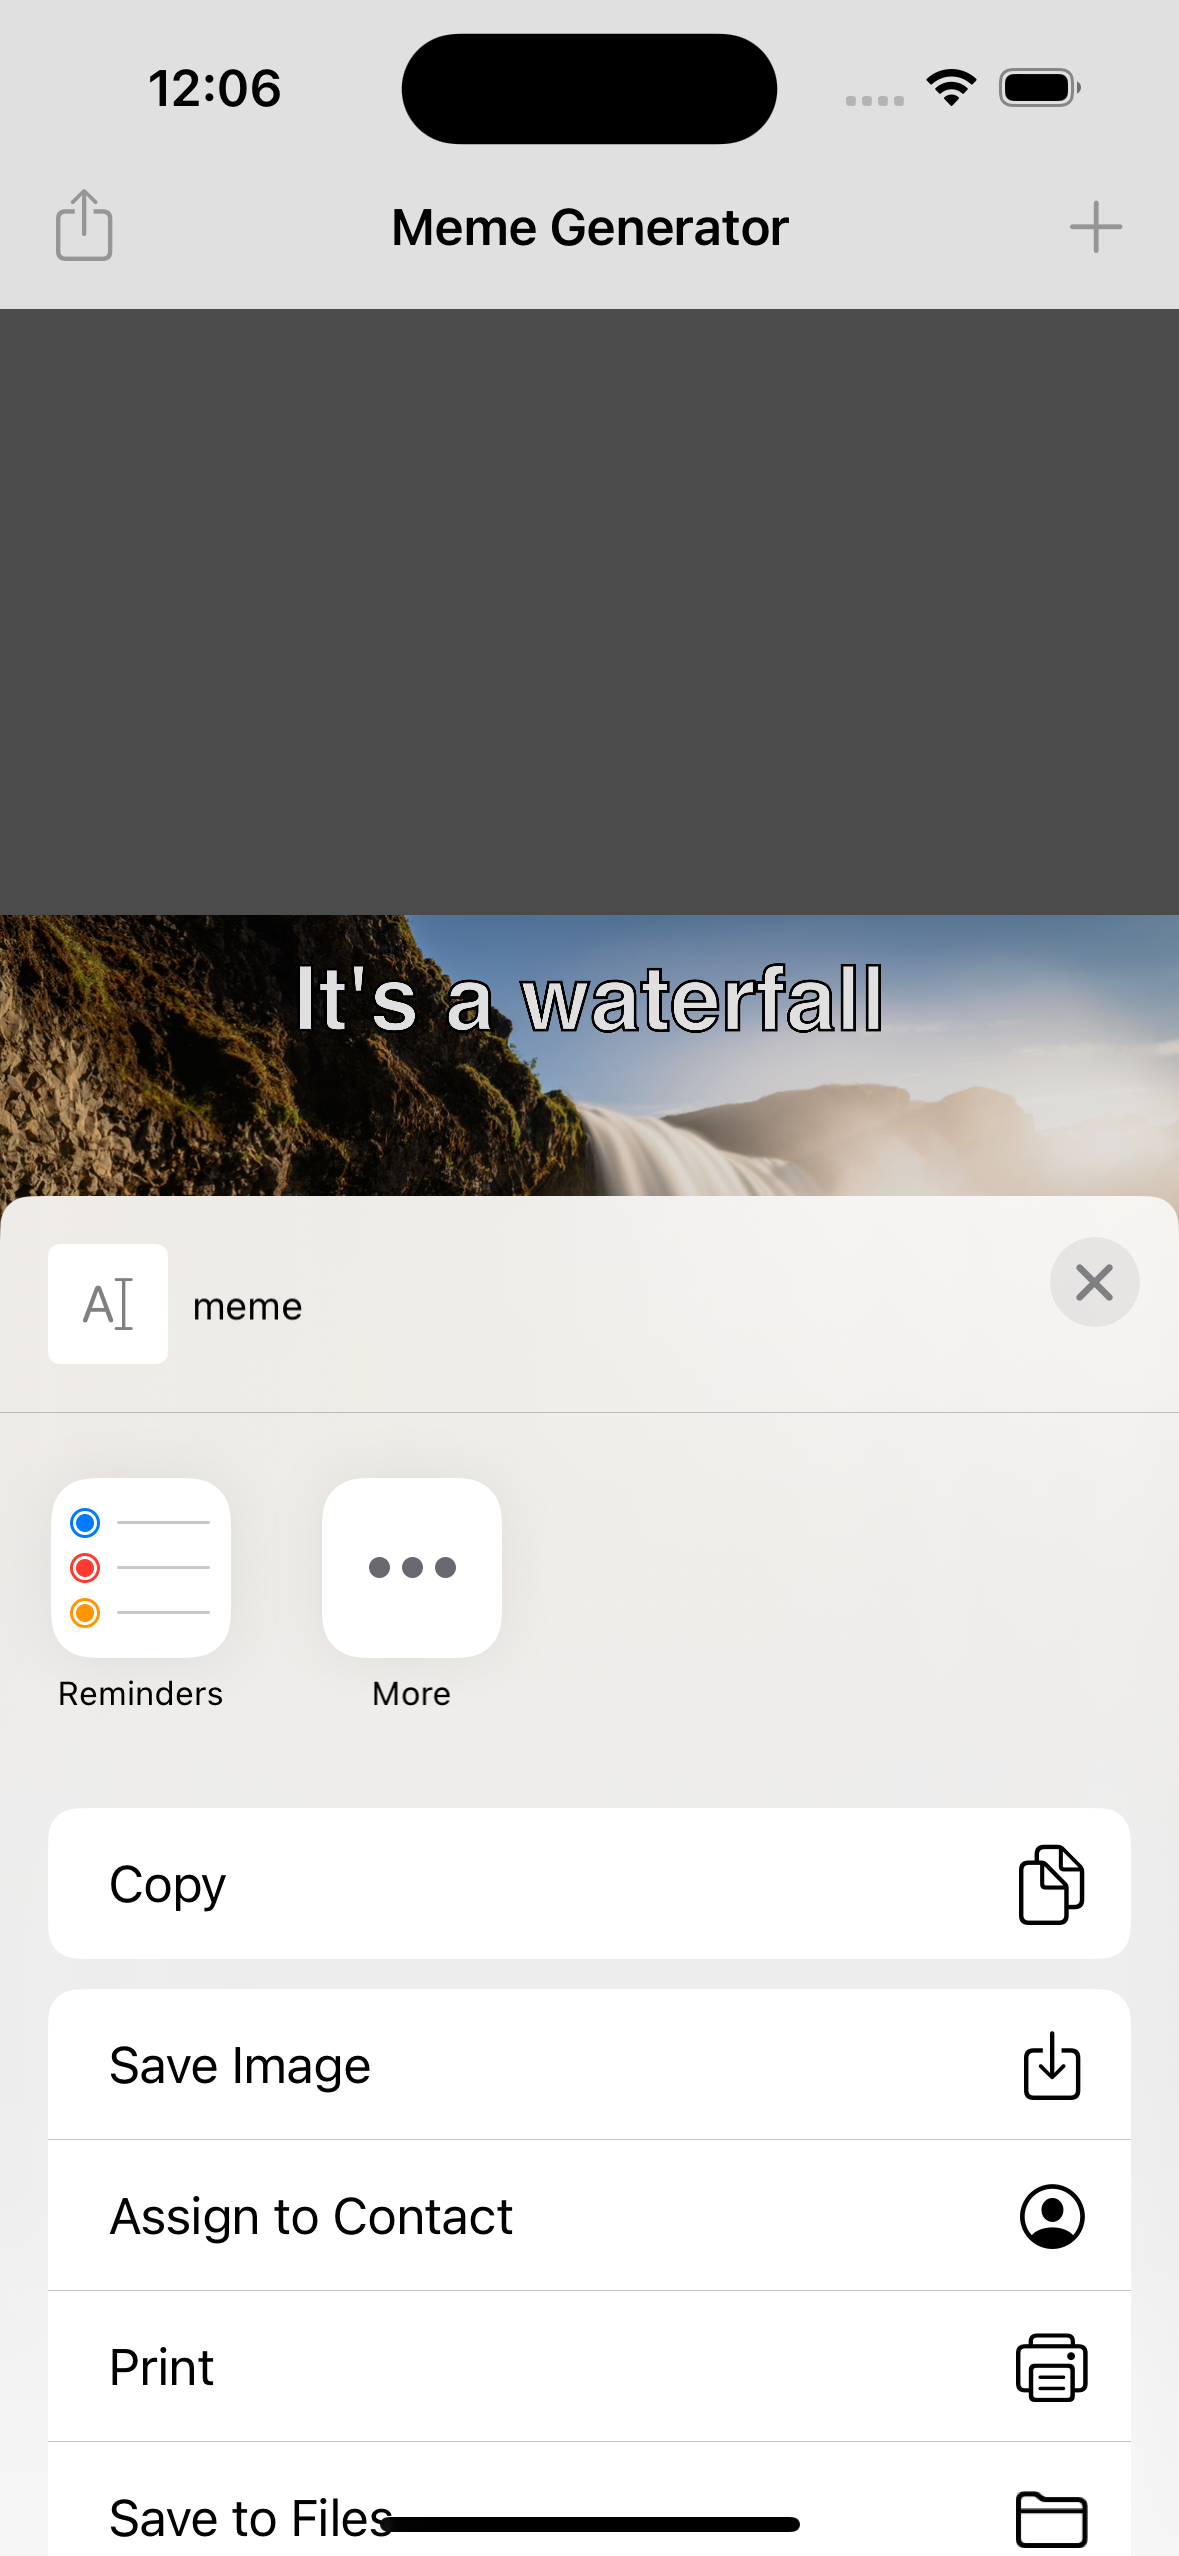 12:06
Meme Generator
It's a waterfall
AI
meme
Reminders
More
Copy
Save Image
Assign to Contact
Print
Save to Files